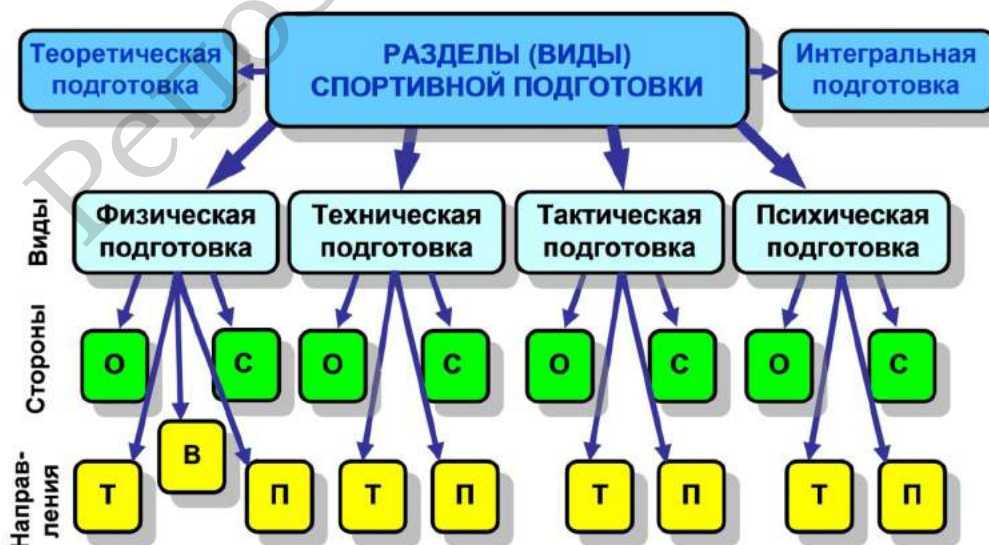 Репо
РАЗДЕЛЫ (ВИДЫ)
СПОРТИВНОЙ ПОДГОТОВКИ
Теоретическая
подготовка
Интегральная
подготовка
Виды
Физическая
подготовка
Техническая
подготовка
Тактическая
подготовка
Психическая
подготовка
Стороны
О
С
О
С
О
С
О
С
Направ-
ления
Т
В
П
Т
П
Т
П
Т
П